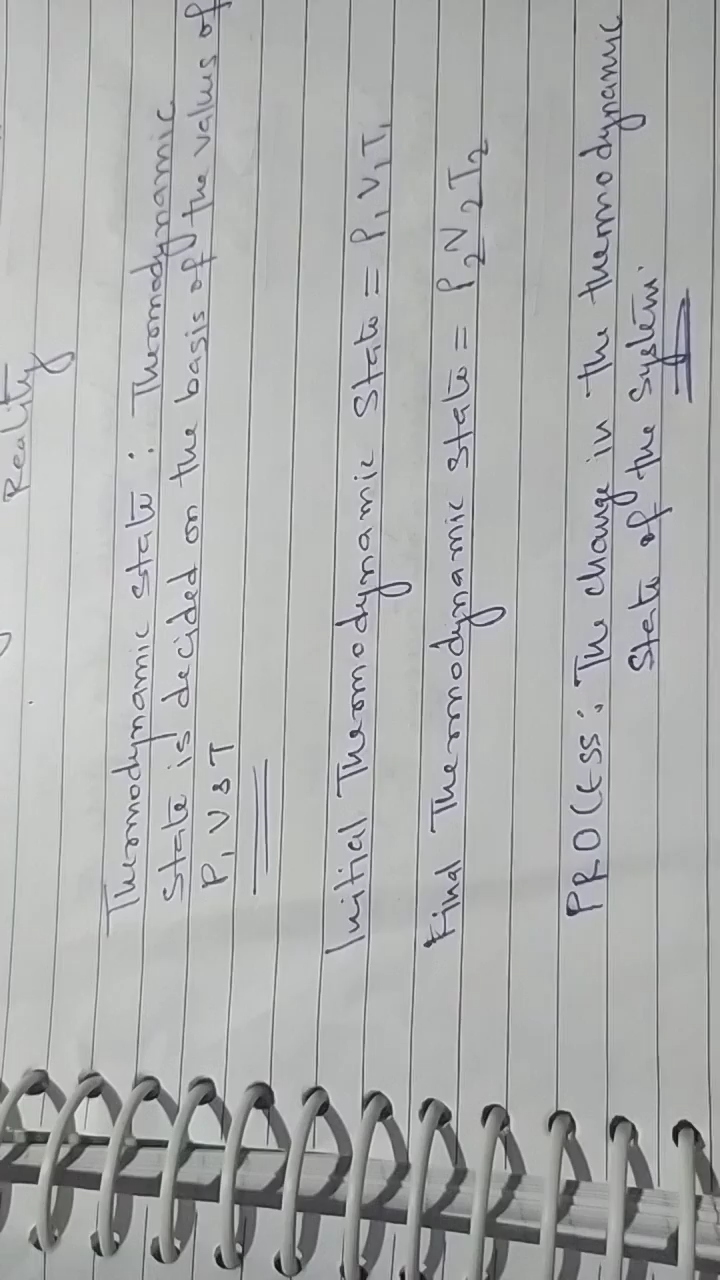 Reality
Thermodynamic state : Thermodynamic
State is decided on the basis of the values of
P, V & T
Initial Thermodynamic State = P₁ V₁ T₁
Final Thermodynamic state = P₂ V₂ T₂
PROCESS : The change in the thermodynamic
State of the System.